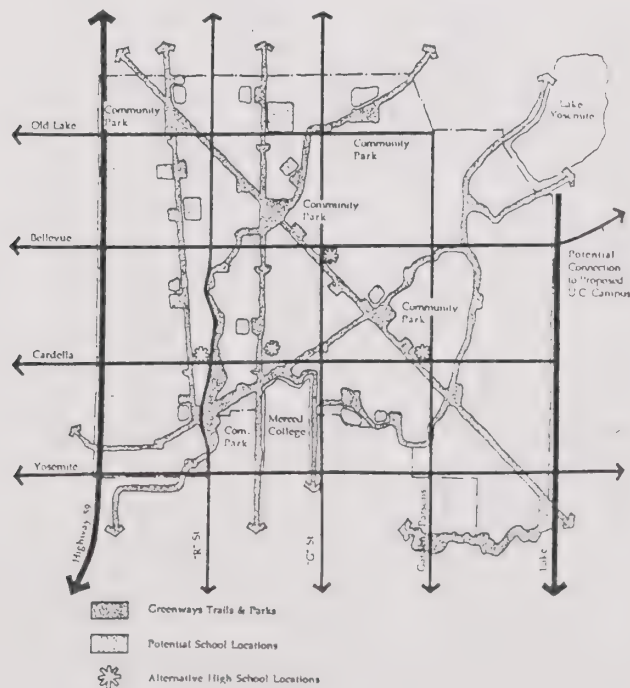 Community
Park
Lake
Yosemite
Old Lake
Community
Park
Community
Park
Bellevue
Potential
Connection
to Proposed
U.C. Campus
Community
Park
Cardella
Com.
Park
Merced
College
Yosemite
Highway 59
"R" St
"G" St
Gardner/Parsons
Lake
Greenways Trails & Parks
Potential School Locations
Alternative High School Locations